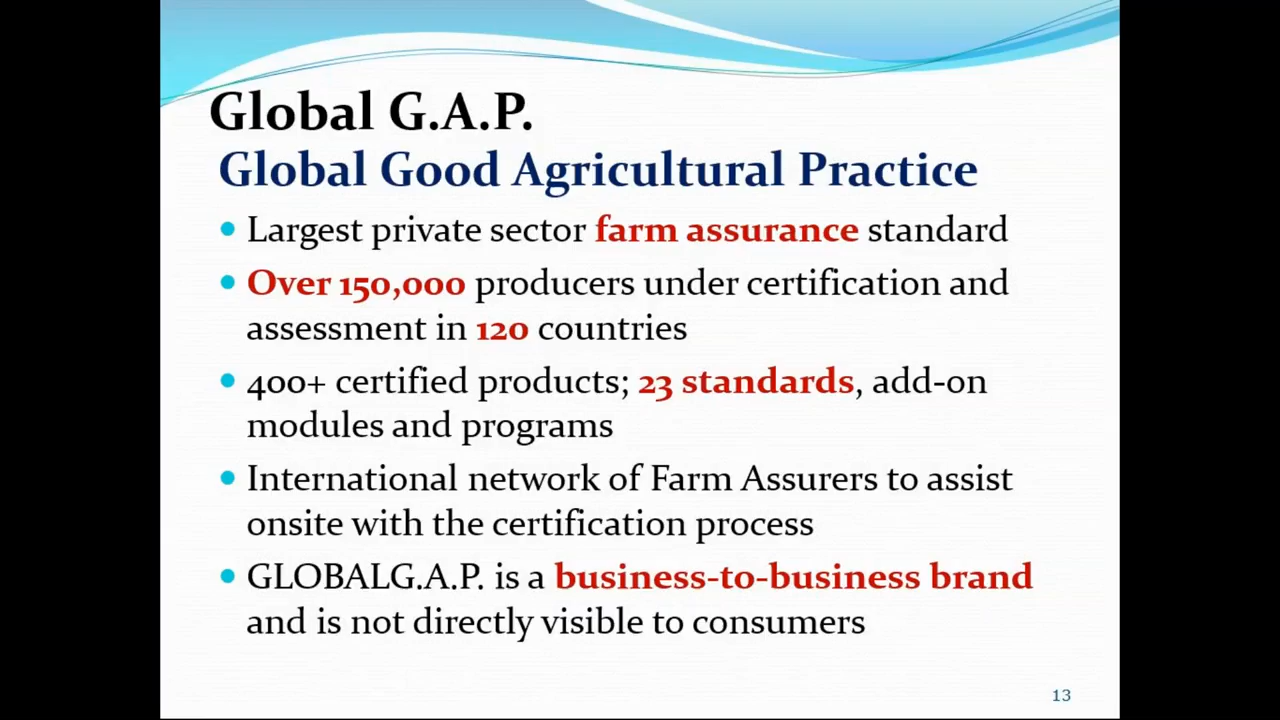 Global G.A.P.
Global Good Agricultural Practice
• Largest private sector farm assurance standard
• Over 150,000 producers under certification and
assessment in 120 countries
• 400+ certified products; 23 standards, add-on
modules and programs
• International network of Farm Assurers to assist
onsite with the certification process
• GLOBALG.A.P. is a business-to-business brand
and is not directly visible to consumers
13